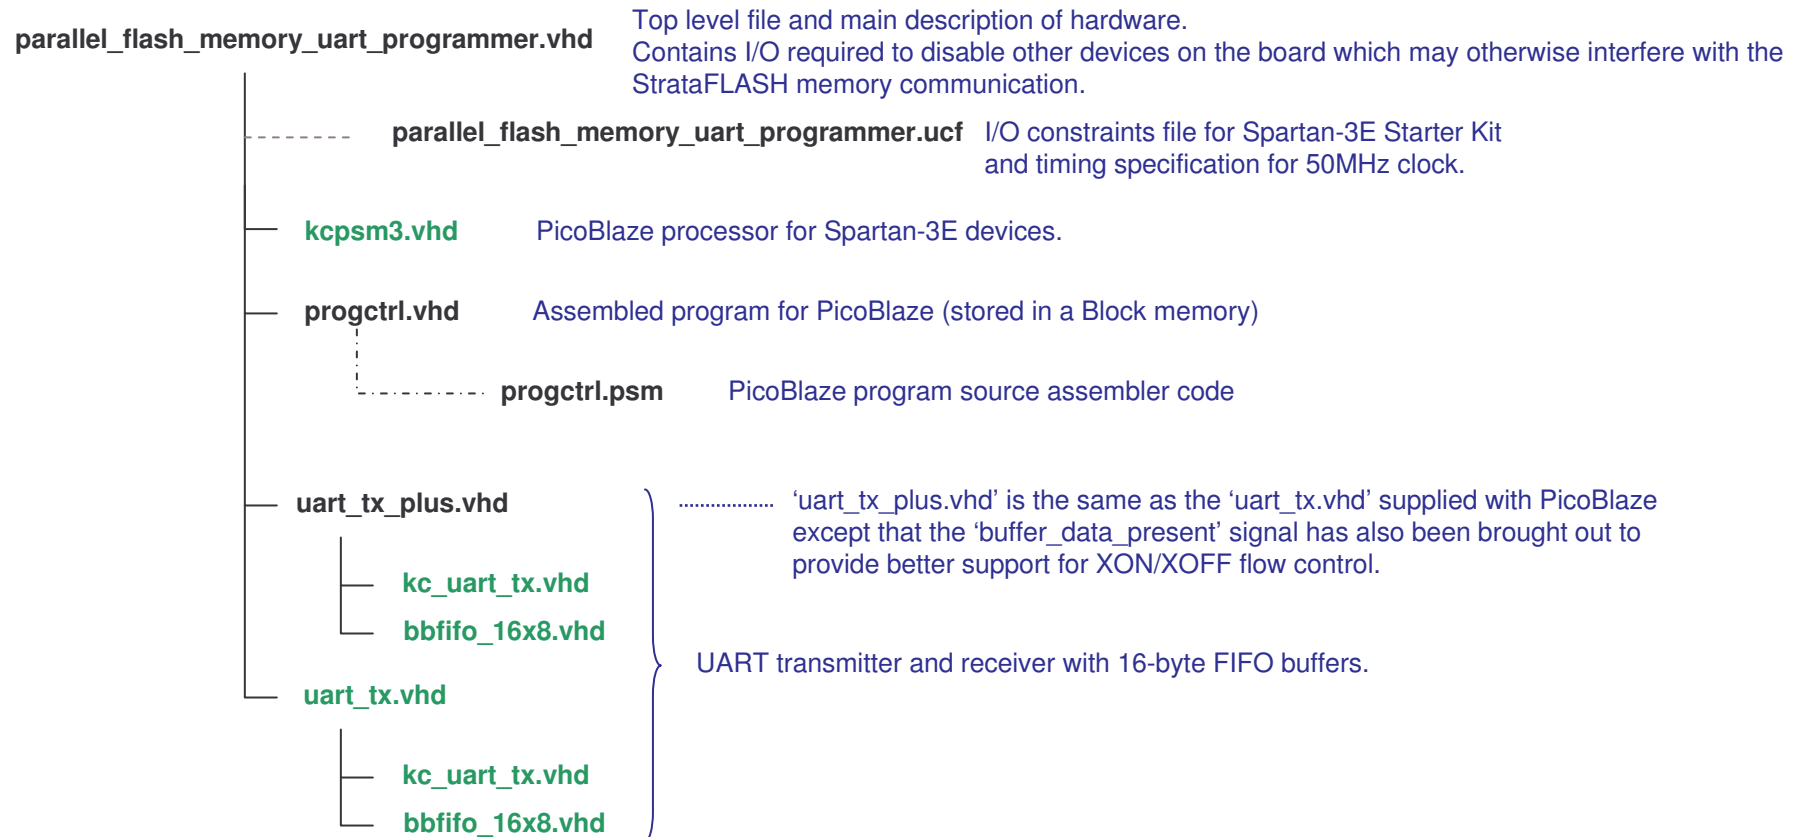 parallel_flash_memory_uart_programmer.vhd
Top level file and main description of hardware.
Contains I/O required to disable other devices on the board which may otherwise interfere with the
StrataFLASH memory communication.
parallel_flash_memory_uart_programmer.ucf
I/O constraints file for Spartan-3E Starter Kit
and timing specification for 50MHz clock.
kcpsm3.vhd
PicoBlaze processor for Spartan-3E devices.
progctrl.vhd
Assembled program for PicoBlaze (stored in a Block memory)
progctrl.psm
PicoBlaze program source assembler code
uart_tx_plus.vhd
‘uart_tx_plus.vhd’ is the same as the ‘uart_tx.vhd’ supplied with PicoBlaze
except that the ‘buffer_data_present’ signal has also been brought out to
provide better support for XON/XOFF flow control.
kc_uart_tx.vhd
bbfifo_16x8.vhd
UART transmitter and receiver with 16-byte FIFO buffers.
uart_tx.vhd
kc_uart_tx.vhd
bbfifo_16x8.vhd